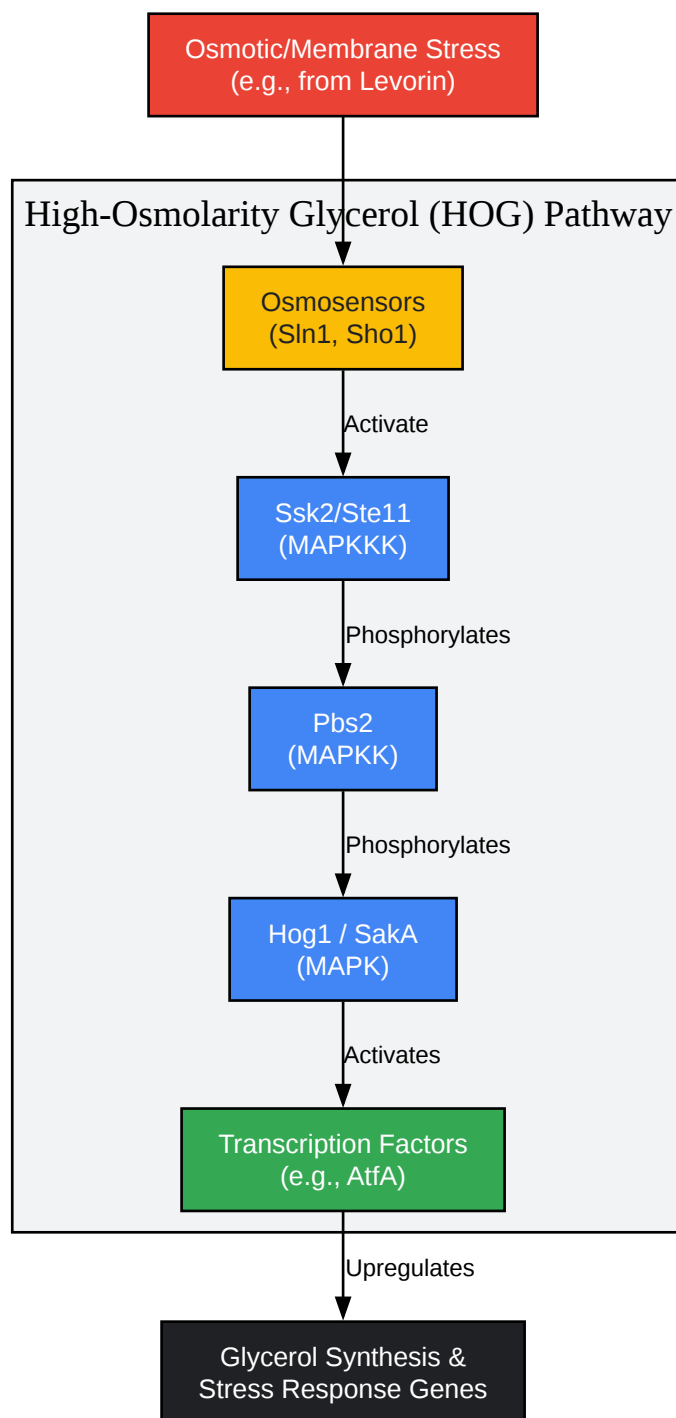 Osmotic/Membrane Stress
(e.g., from Levorin)
High-Osmolarity Glycerol (HOG) Pathway
Osmosensors
(Sln1, Sho1)
Activate
Ssk2/Ste11
(MAPKKK)
Phosphorylates
Pbs2
(MAPKK)
Phosphorylates
Hog1 / SakA
(MAPK)
Activates
Transcription Factors
(e.g., AtfA)
Upregulates
Glycerol Synthesis &
Stress Response Genes